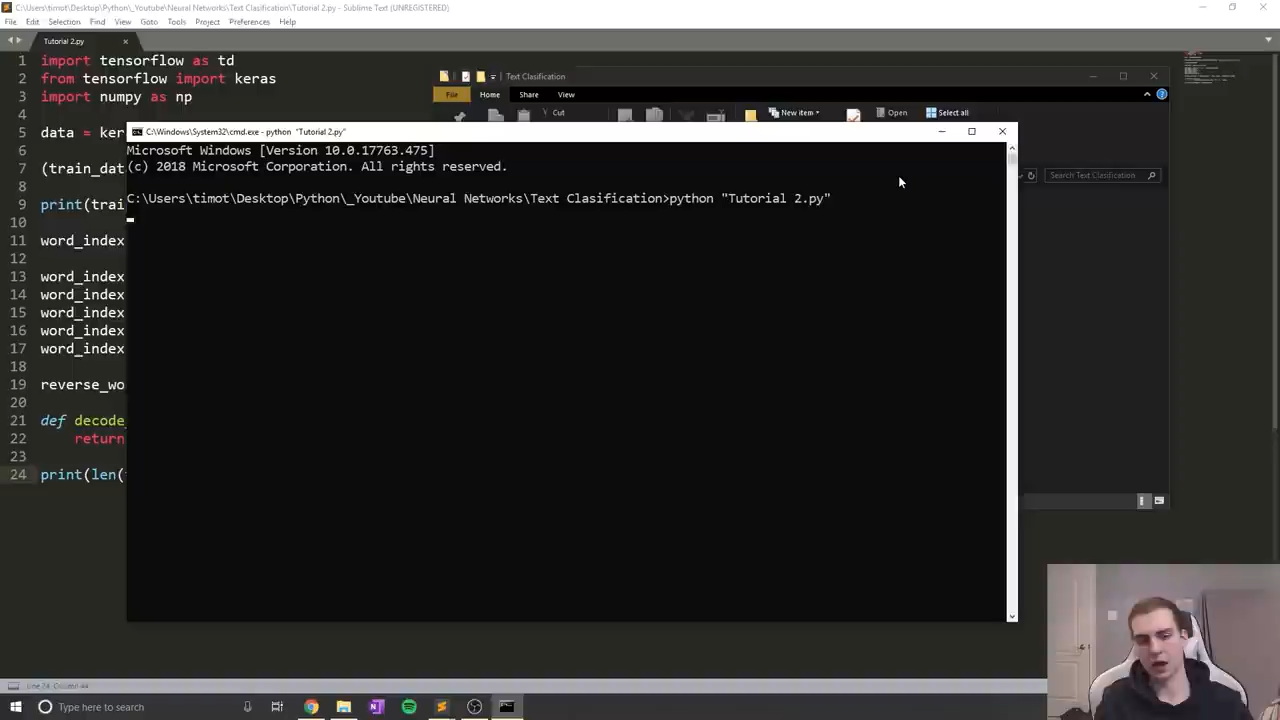 C:\Users\timot\Desktop\Python\_Youtube\Neural Networks\Text Clasification\Tutorial 2.py - Sublime Text (UNREGISTERED)
File Edit Selection Find View Goto Tools Project Preferences Help
Tutorial 2.py
1 import tensorflow as td
2 from tensorflow import keras
3 import numpy as np
4
5 data = ker
6
7 (train_dat
8
9 print(trai
10
11 word_index
12
13 word_index
14 word_index
15 word_index
16 word_index
17 word_index
18
19 reverse_wo
20
21 def decode_
22 return
23
24 print(len(
Text Clasification
File Home Share View
Cut
New item
Open
Select all
Search Text Clasification
C:\Windows\System32\cmd.exe - python "Tutorial 2.py"
Microsoft Windows [Version 10.0.17763.475]
(c) 2018 Microsoft Corporation. All rights reserved.
C:\Users\timot\Desktop\Python\_Youtube\Neural Networks\Text Clasification>python "Tutorial 2.py"
Line 24, Column 44
Type here to search